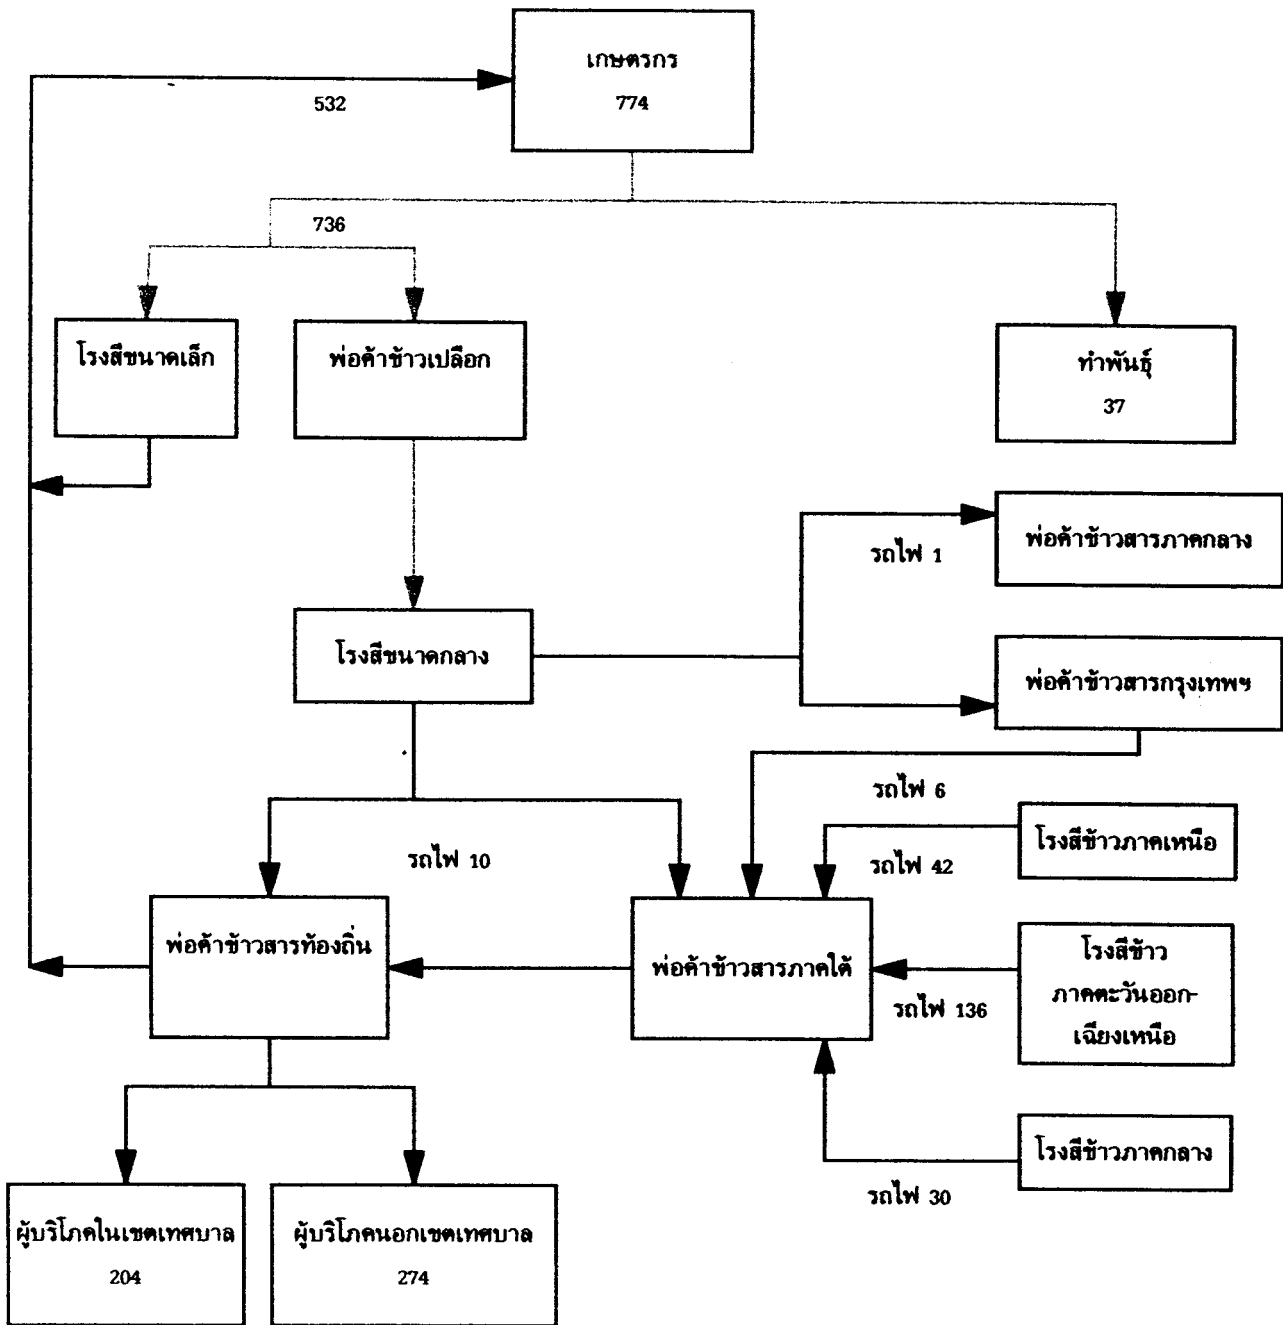 เกษตรกร
774
532
736
โรงสีขนาดเล็ก
พ่อค้าข้าวเปลือก
ทำพันธุ์
37
พ่อค้าข้าวสารภาคกลาง
รถไฟ 1
โรงสีขนาดกลาง
พ่อค้าข้าวสารกรุงเทพฯ
รถไฟ 6
รถไฟ 10
รถไฟ 42
โรงสีข้าวภาคเหนือ
พ่อค้าข้าวสารท้องถิ่น
พ่อค้าข้าวสารภาคใต้
โรงสีข้าว
ภาคตะวันออก-
เฉียงเหนือ
รถไฟ 136
โรงสีข้าวภาคกลาง
รถไฟ 30
ผู้บริโภคในเขตเทศบาล
204
ผู้บริโภคนอกเขตเทศบาล
274